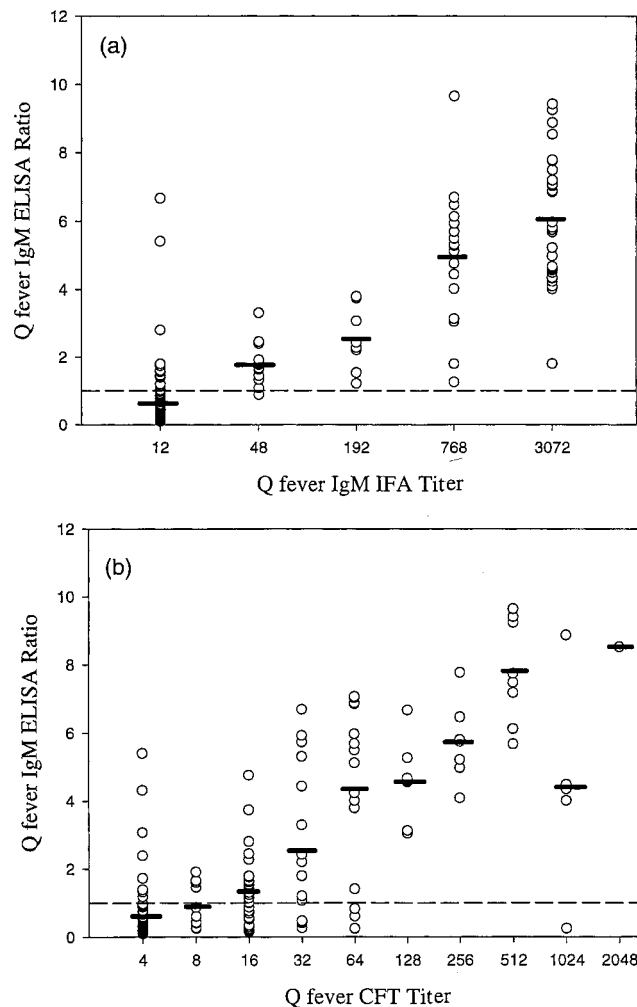 (a)
12
10
8
6
4
2
0
Q fever IgM ELISA Ratio
12 48 192 768 3072
Q fever IgM IFA Titer
(b)
12
10
8
6
4
2
0
Q fever IgM ELISA Ratio
4 8 16 32 64 128 256 512 1024 2048
Q fever CFT Titer